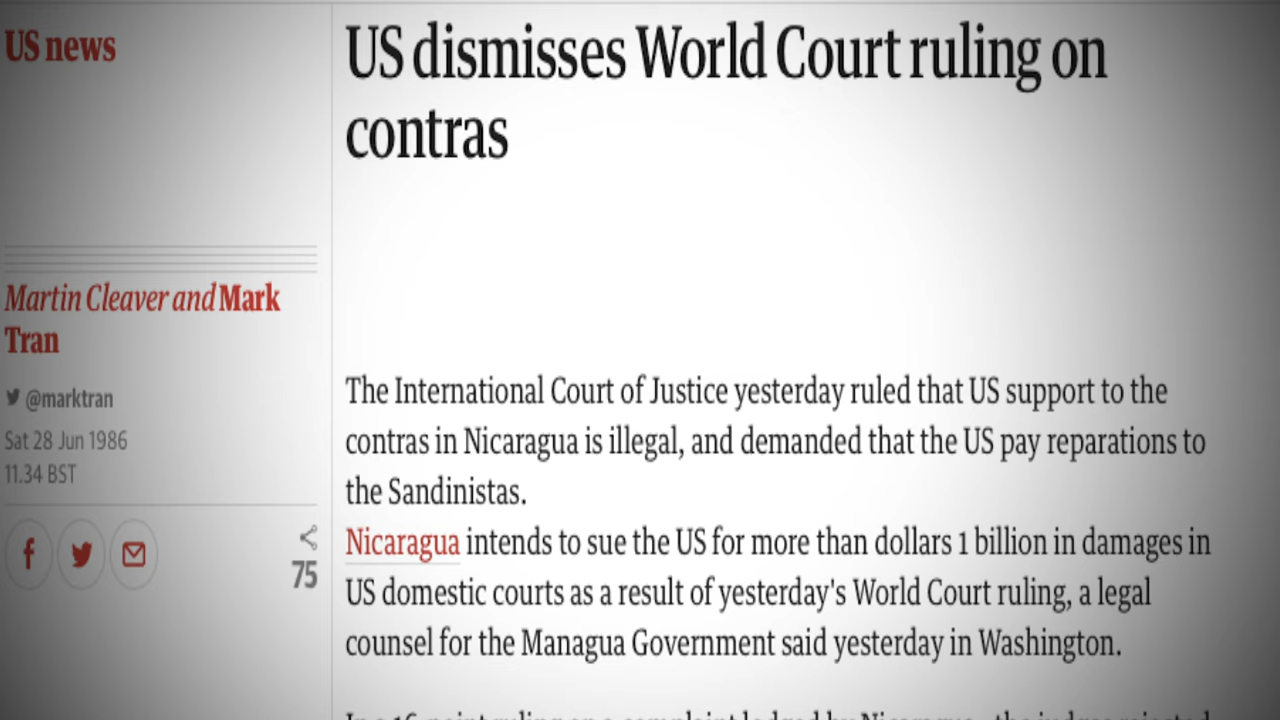 US news
US dismisses World Court ruling on
contras
Martin Cleaver and Mark
Tran
@marktran
Sat 28 Jun 1986
11.34 BST
75
The International Court of Justice yesterday ruled that US support to the
contras in Nicaragua is illegal, and demanded that the US pay reparations to
the Sandinistas.
Nicaragua intends to sue the US for more than dollars 1 billion in damages in
US domestic courts as a result of yesterday's World Court ruling, a legal
counsel for the Managua Government said yesterday in Washington.